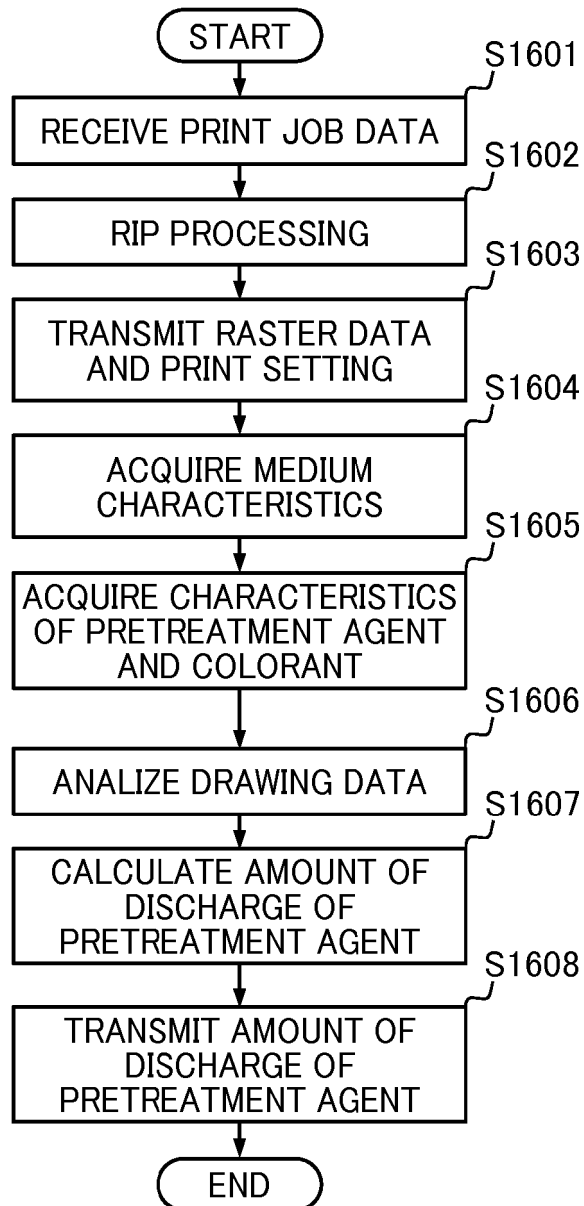 START
S1601
RECEIVE PRINT JOB DATA
S1602
RIP PROCESSING
S1603
TRANSMIT RASTER DATA
AND PRINT SETTING
S1604
ACQUIRE MEDIUM
CHARACTERISTICS
S1605
ACQUIRE CHARACTERISTICS
OF PRETREATMENT AGENT
AND COLORANT
S1606
ANALIZE DRAWING DATA
S1607
CALCULATE AMOUNT OF
DISCHARGE OF
PRETREATMENT AGENT
S1608
TRANSMIT AMOUNT OF
DISCHARGE OF
PRETREATMENT AGENT
END